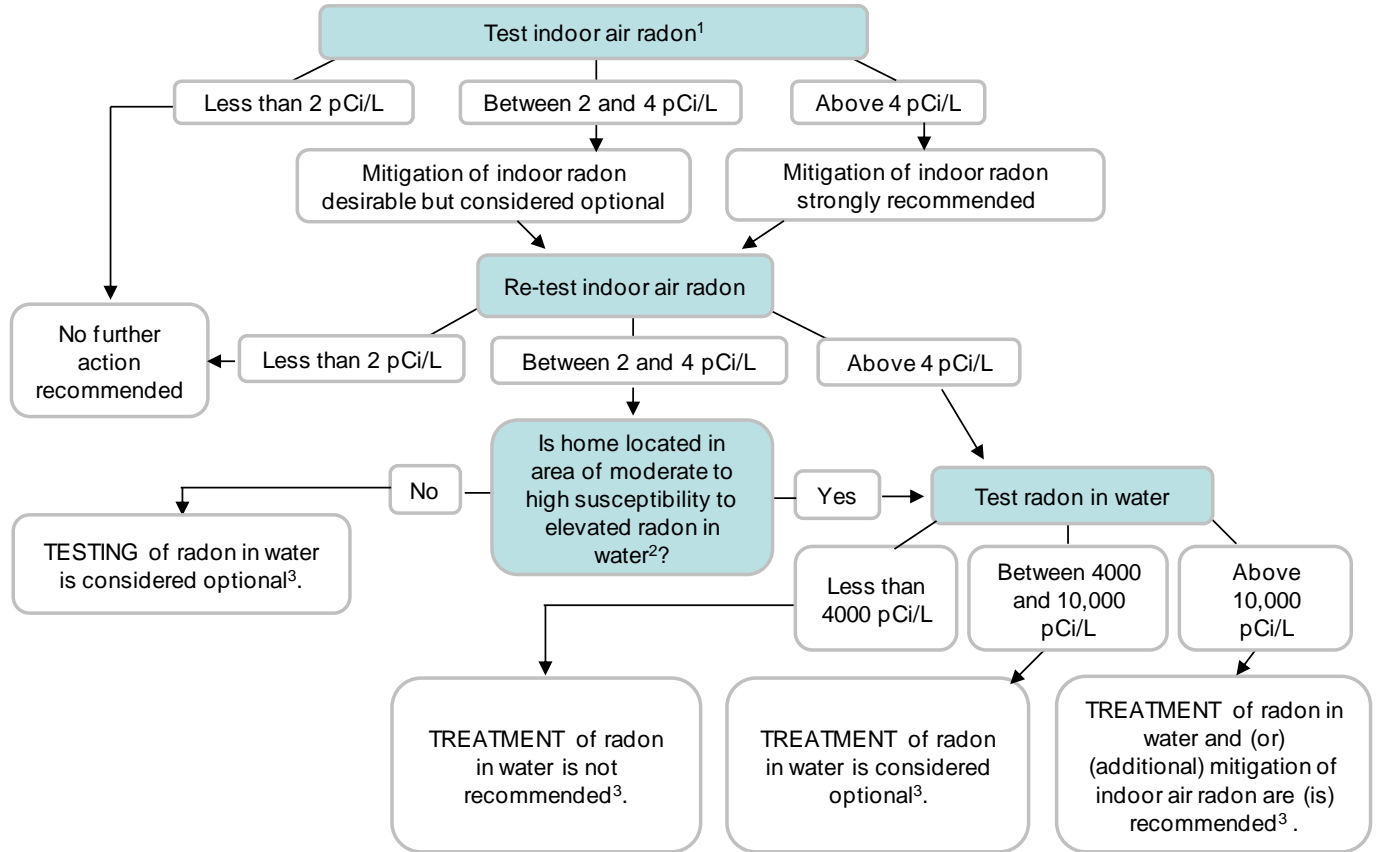 Test indoor air radon1
Less than 2 pCi/L
Between 2 and 4 pCi/L
Above 4 pCi/L
Mitigation of indoor radon
desirable but considered optional
Mitigation of indoor radon
strongly recommended
Re-test indoor air radon
No further
action
recommended
Less than 2 pCi/L
Between 2 and 4 pCi/L
Above 4 pCi/L
Is home located in
area of moderate to
high susceptibility to
elevated radon in
water2?
No
Yes
Test radon in water
TESTING of radon in water
is considered optional3.
Less than
4000 pCi/L
Between 4000
and 10,000
pCi/L
Above
10,000
pCi/L
TREATMENT of radon
in water is not
recommended3.
TREATMENT of radon
in water is considered
optional3.
TREATMENT of radon in
water and (or)
(additional) mitigation of
indoor air radon are (is)
recommended3 .